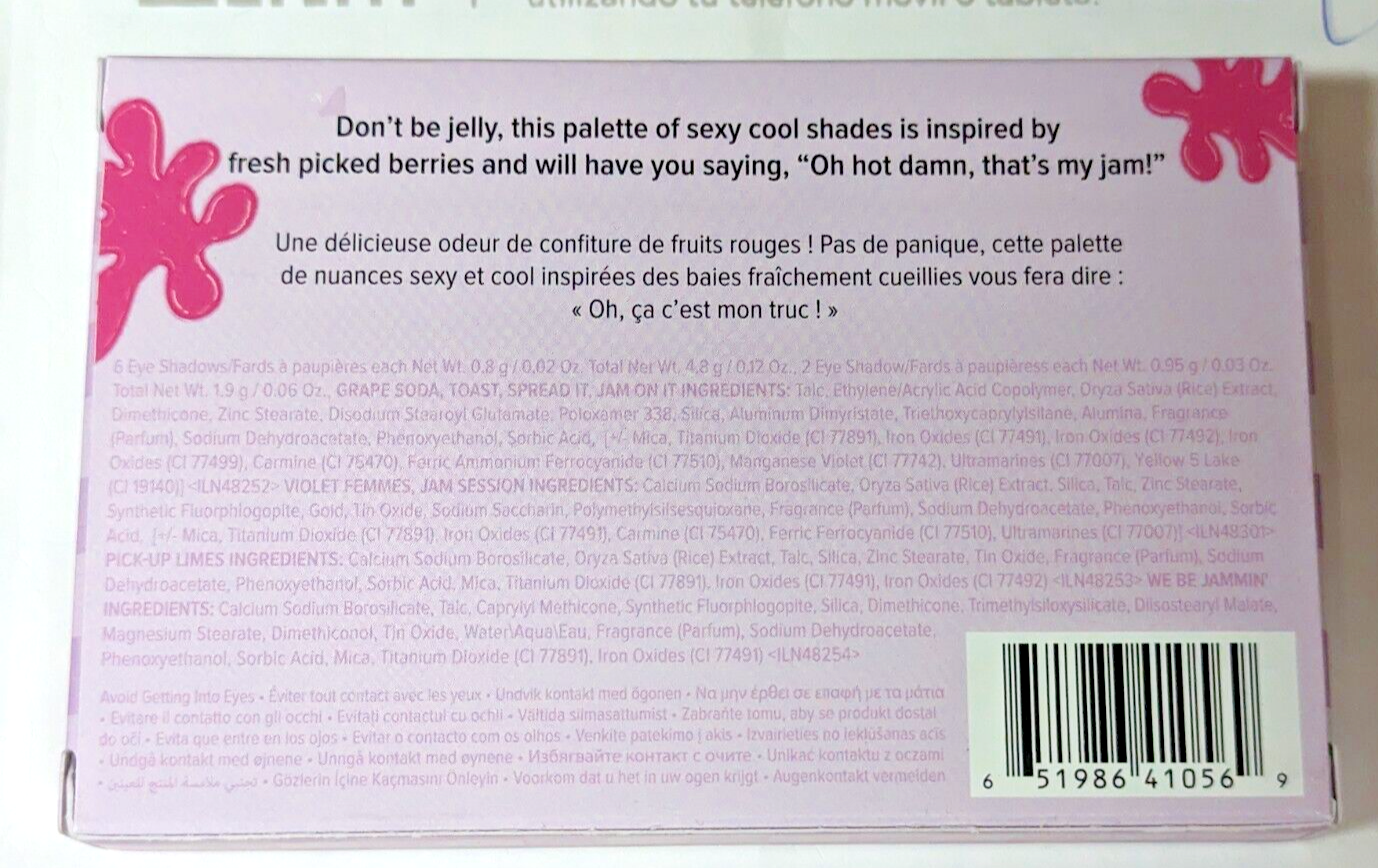 utilizando tu teléfono móvil o tablet
Don't be jelly, this palette of sexy cool shades is inspired by
fresh picked berries and will have you saying, “Oh hot damn, that's my jam!”
Une délicieuse odeur de confiture de fruits rouges ! Pas de panique, cette palette
de nuances sexy et cool inspirées des baies fraîchement cueillies vous fera dire :
« Oh, ça c'est mon truc ! »
6 Eye Shadows/Fards à paupières each Net Wt. 0.8 g / 0.02 Oz. Total Net Wt. 4.8 g / 0.12 Oz., 2 Eye Shadow/Fards à paupièress each Net Wt. 0.95 g / 0.03 Oz.
Total Net Wt. 1.9 g / 0.06 Oz., GRAPE SODA, TOAST, SPREAD IT, JAM ON IT INGREDIENTS: Talc, Ethylene/Acrylic Acid Copolymer, Oryza Sativa (Rice) Extract,
Dimethicone, Zinc Stearate, Disodium Stearoyl Glutamate, Poloxamer 338, Silica, Aluminum Dimyristate, Triethoxycaprylylsilane, Alumina, Fragrance
(Parfum), Sodium Dehydroacetate, Phenoxyethanol, Sorbic Acid, [+/- Mica, Titanium Dioxide (CI 77891), Iron Oxides (CI 77491), Iron Oxides (CI 77492), Iron
Oxides (CI 77499), Carmine (CI 75470), Ferric Ammonium Ferrocyanide (CI 77510), Manganese Violet (CI 77742), Ultramarines (CI 77007), Yellow 5 Lake
(CI 19140)] <ILN48252> VIOLET FEMMES, JAM SESSION INGREDIENTS: Calcium Sodium Borosilicate, Oryza Sativa (Rice) Extract, Silica, Talc, Zinc Stearate,
Synthetic Fluorphlogopite, Gold, Tin Oxide, Sodium Saccharin, Polymethylsilsesquioxane, Fragrance (Parfum), Sodium Dehydroacetate, Phenoxyethanol, Sorbic
Acid, [+/- Mica, Titanium Dioxide (CI 77891), Iron Oxides (CI 77491), Carmine (CI 75470), Ferric Ferrocyanide (CI 77510), Ultramarines (CI 77007)] <ILN48301>
PICK-UP LIMES INGREDIENTS: Calcium Sodium Borosilicate, Oryza Sativa (Rice) Extract, Talc, Silica, Zinc Stearate, Tin Oxide, Fragrance (Parfum), Sodium
Dehydroacetate, Phenoxyethanol, Sorbic Acid, Mica, Titanium Dioxide (CI 77891), Iron Oxides (CI 77491), Iron Oxides (CI 77492) <ILN48253> WE BE JAMMIN'
INGREDIENTS: Calcium Sodium Borosilicate, Talc, Caprylyl Methicone, Synthetic Fluorphlogopite, Silica, Dimethicone, Trimethylsiloxysilicate, Diisostearyl Malate,
Magnesium Stearate, Dimethiconol, Tin Oxide, Water\Aqua\Eau, Fragrance (Parfum), Sodium Dehydroacetate,
Phenoxyethanol, Sorbic Acid, Mica, Titanium Dioxide (CI 77891), Iron Oxides (CI 77491) <ILN48254>
Avoid Getting Into Eyes • Éviter tout contact avec les yeux • Undvik kontakt med ögonen • Να μην έρθει σε επαφή με τα μάτια
• Evitare il contatto con gli occhi • Evitați contactul cu ochii • Vältida silmasattumist • Zabraňte tomu, aby se produkt dostal
do očí • Evita que entre en los ojos • Evitar o contacto com os olhos • Venkite patekimo į akis • Izvairieties no iekļūšanas acīs
• Undgå kontakt med øjnene • Unngå kontakt med øynene • Избягвайте контакт с очите • Unikać kontaktu z oczami
• تجنبي ملامسة المنتج للعينين • Gözlerin İçine Kaçmasını Önleyin • Voorkom dat u het in uw ogen krijgt • Augenkontakt vermeiden
6 51986 41056 9